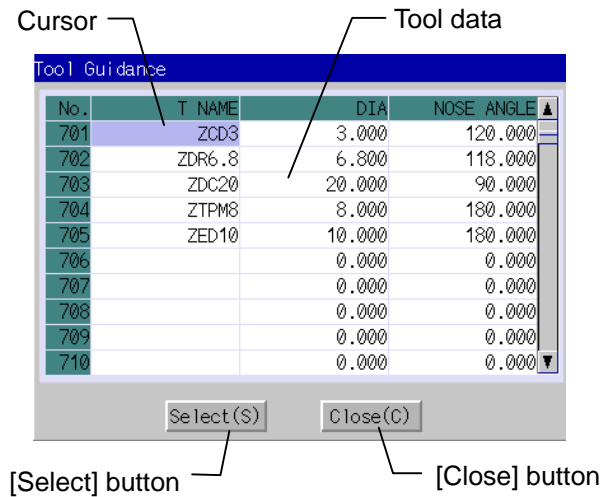 Cursor Tool data
Tool Guidance
No. T NAME DIA NOSE ANGLE
701 ZCD3 3.000 120.000
702 ZDR6.8 6.800 118.000
703 ZDC20 20.000 90.000
704 ZTPM8 8.000 180.000
705 ZED10 10.000 180.000
706 0.000 0.000
707 0.000 0.000
708 0.000 0.000
709 0.000 0.000
710 0.000 0.000
Select(S) Close(C)
[Select] button [Close] button